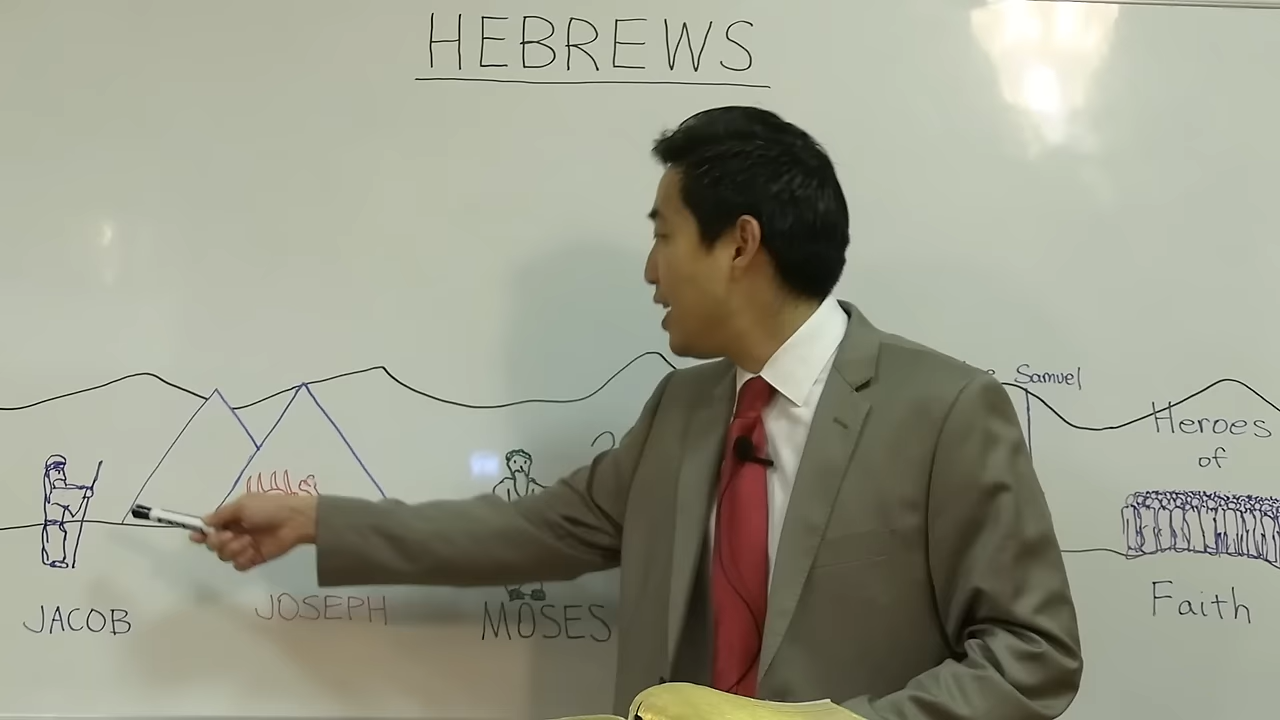 HEBREWS
Samuel
Heroes
of
Faith
JACOB
JOSEPH
MOSES